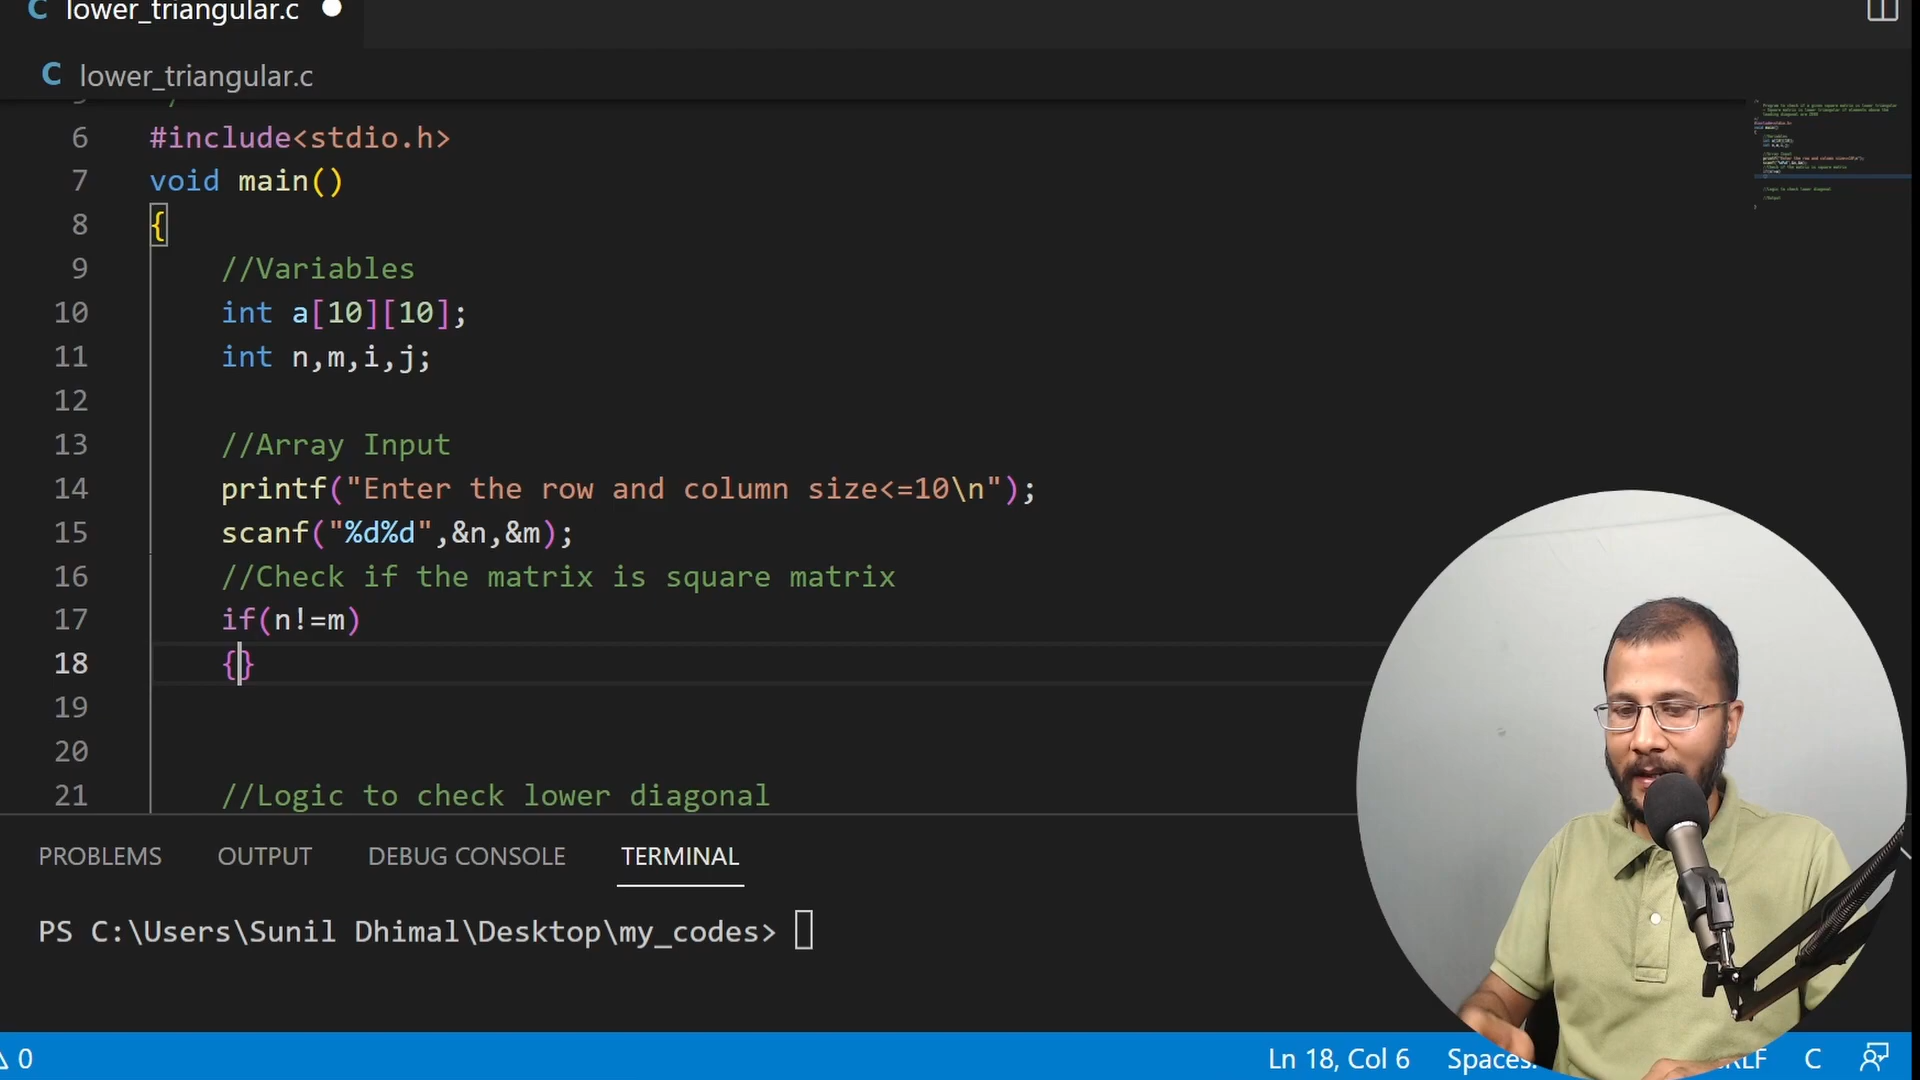 lower_triangular.c
lower_triangular.c
6 #include<stdio.h>
7 void main()
8 {
9 //Variables
10 int a[10][10];
11 int n,m,i,j;
12
13 //Array Input
14 printf("Enter the row and column size<=10\n");
15 scanf("%d%d",&n,&m);
16 //Check if the matrix is square matrix
17 if(n!=m)
18 {}
19
20
21 //Logic to check lower diagonal
PROBLEMS OUTPUT DEBUG CONSOLE TERMINAL
PS C:\Users\Sunil Dhimal\Desktop\my_codes>
0 Ln 18, Col 6 Spaces: C